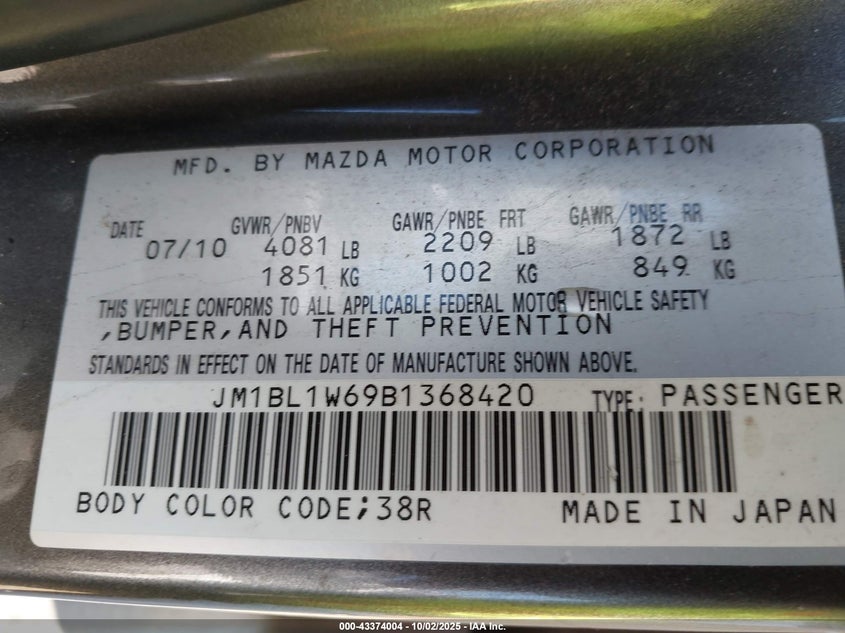 MFD. BY MAZDA MOTOR CORPORATION
DATE GVWR/PNBV GAWR/PNBE FRT GAWR/PNBE RR
07/10 4081 LB 2209 LB 1872 LB
1851 KG 1002 KG 849 KG
THIS VEHICLE CONFORMS TO ALL APPLICABLE FEDERAL MOTOR VEHICLE SAFETY
,BUMPER,AND THEFT PREVENTION
STANDARDS IN EFFECT ON THE DATE OF MANUFACTURE SHOWN ABOVE.
JM1BL1W69B1368420 TYPE: PASSENGER
BODY COLOR CODE;38R MADE IN JAPAN
000-43374004 - 10/02/2025 - IAA Inc.